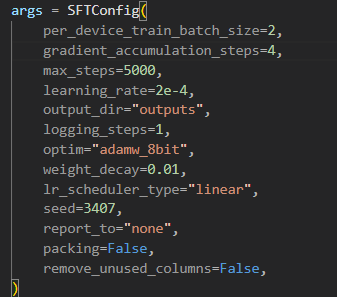 args = SFTConfig(
    per_device_train_batch_size=2,
    gradient_accumulation_steps=4,
    max_steps=5000,
    learning_rate=2e-4,
    output_dir="outputs",
    logging_steps=1,
    optim="adamw_8bit",
    weight_decay=0.01,
    lr_scheduler_type="linear",
    seed=3407,
    report_to="none",
    packing=False,
    remove_unused_columns=False,
)